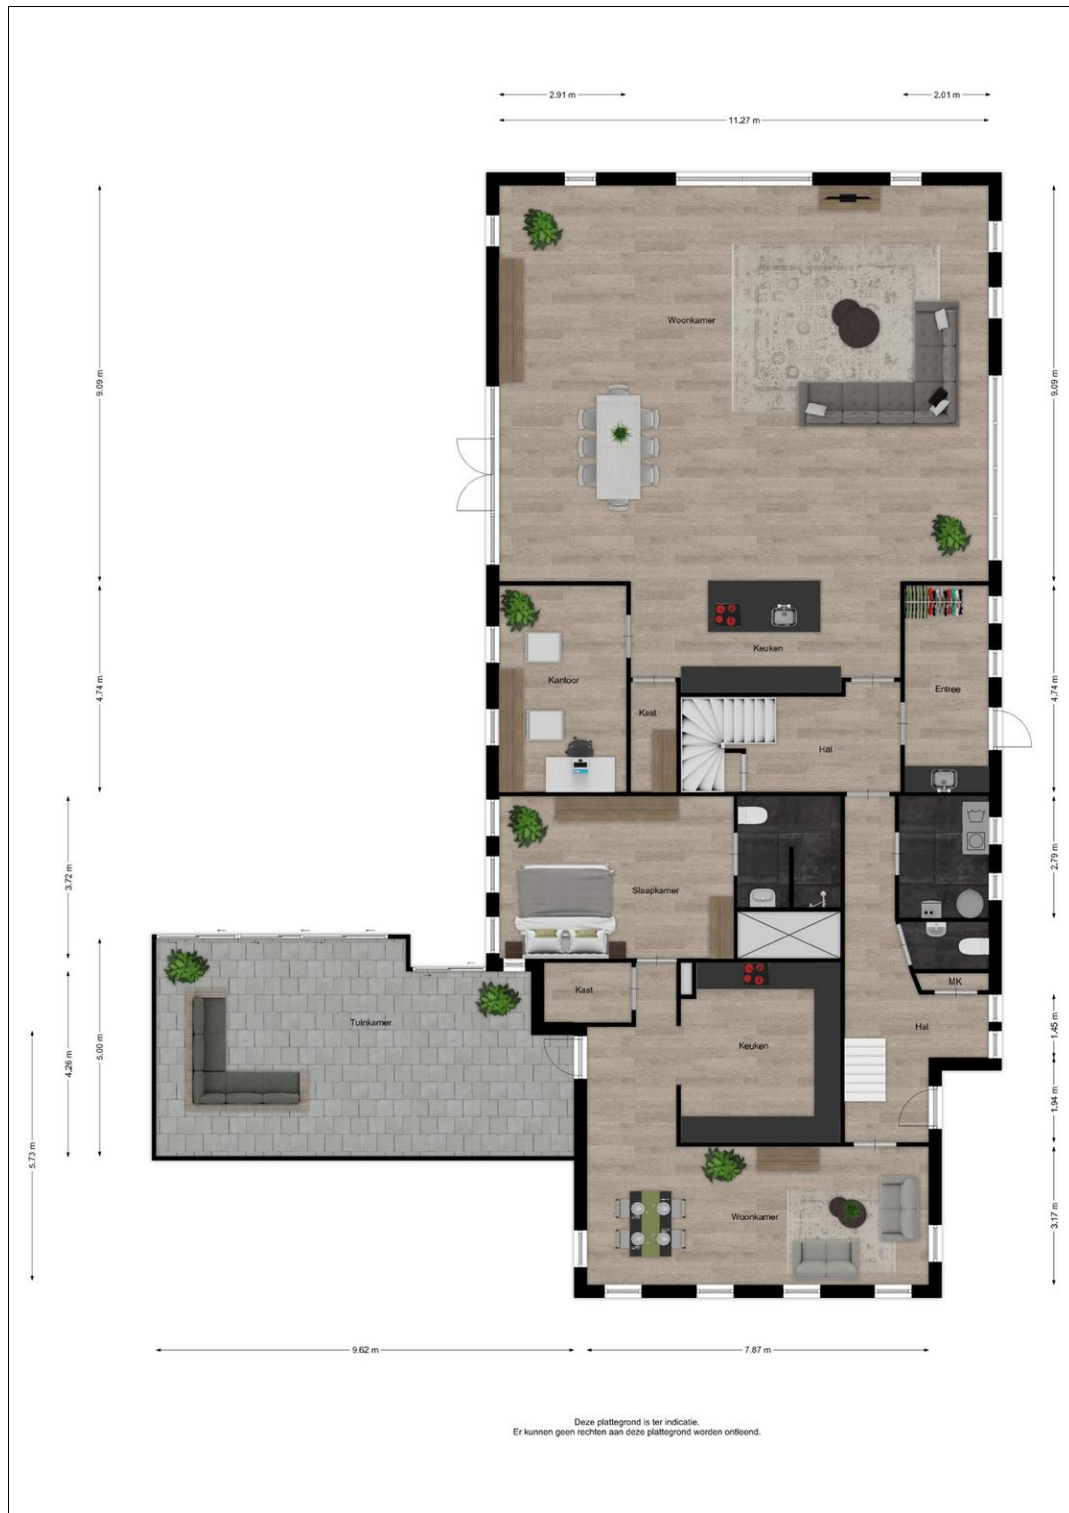 2.91 m
2.01 m
11.27 m
9.09 m
9.09 m
Woonkamer
Keuken
Kantoor
Entree
4.74 m
4.74 m
Kast
Hal
2.79 m
3.72 m
Slaapkamer
MK
Kast
Tuinkamer
Hal
1.45 m
5.00 m
Keuken
4.26 m
1.94 m
5.73 m
Woonkamer
3.17 m
9.62 m
7.87 m
Deze plattegrond is ter indicatie.
Er kunnen geen rechten aan deze plattegrond worden ontleend.